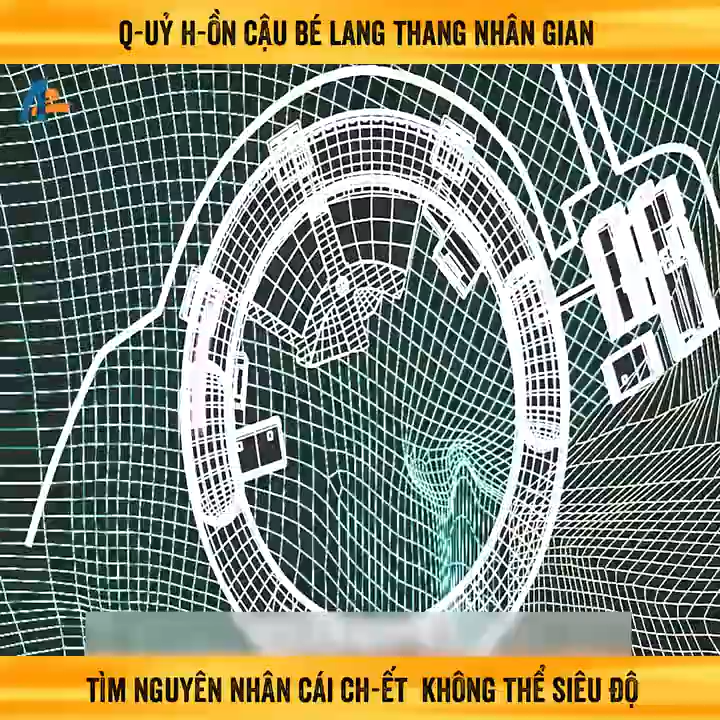 Q-UỶ H-ỒN CẬU BÉ LANG THANG NHÂN GIAN
TÌM NGUYÊN NHÂN CÁI CH-ẾT KHÔNG THỂ SIÊU ĐỘ